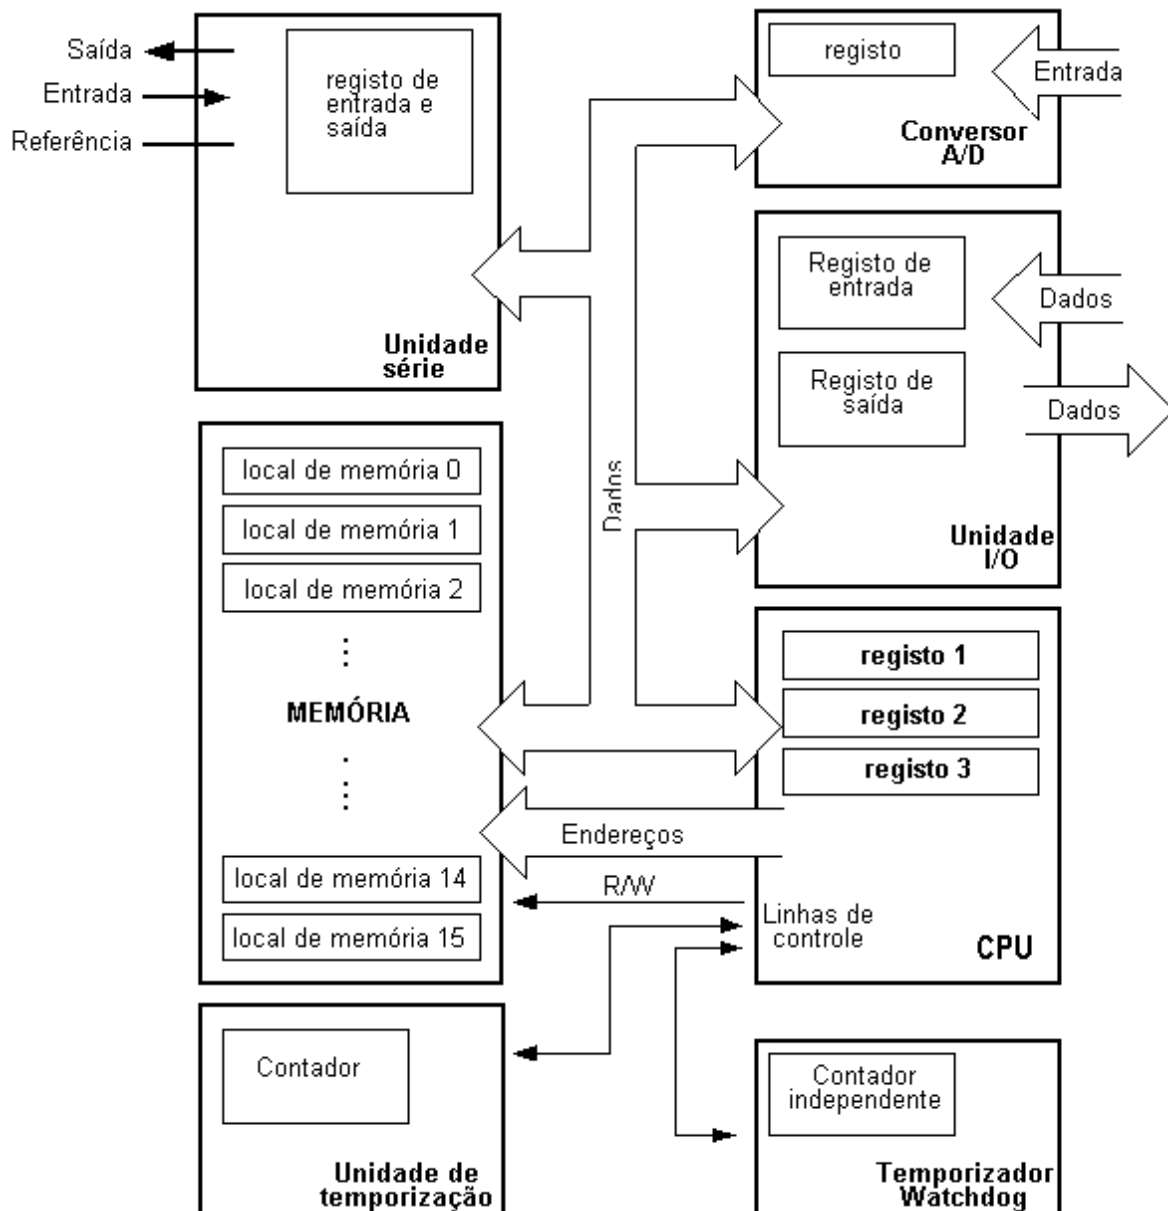 Saída
Entrada
Referência
registo de
entrada e
saída
Unidade
série
registo
Entrada
Conversor
A/D
Registo de
entrada
Dados
Registo de
saída
Dados
Unidade
I/O
Dados
local de memória 0
local de memória 1
local de memória 2
MEMÓRIA
local de memória 14
local de memória 15
registo 1
registo 2
registo 3
Endereços
R/W
Linhas de
controle
CPU
Contador
Unidade de
temporização
Contador
independente
Temporizador
Watchdog